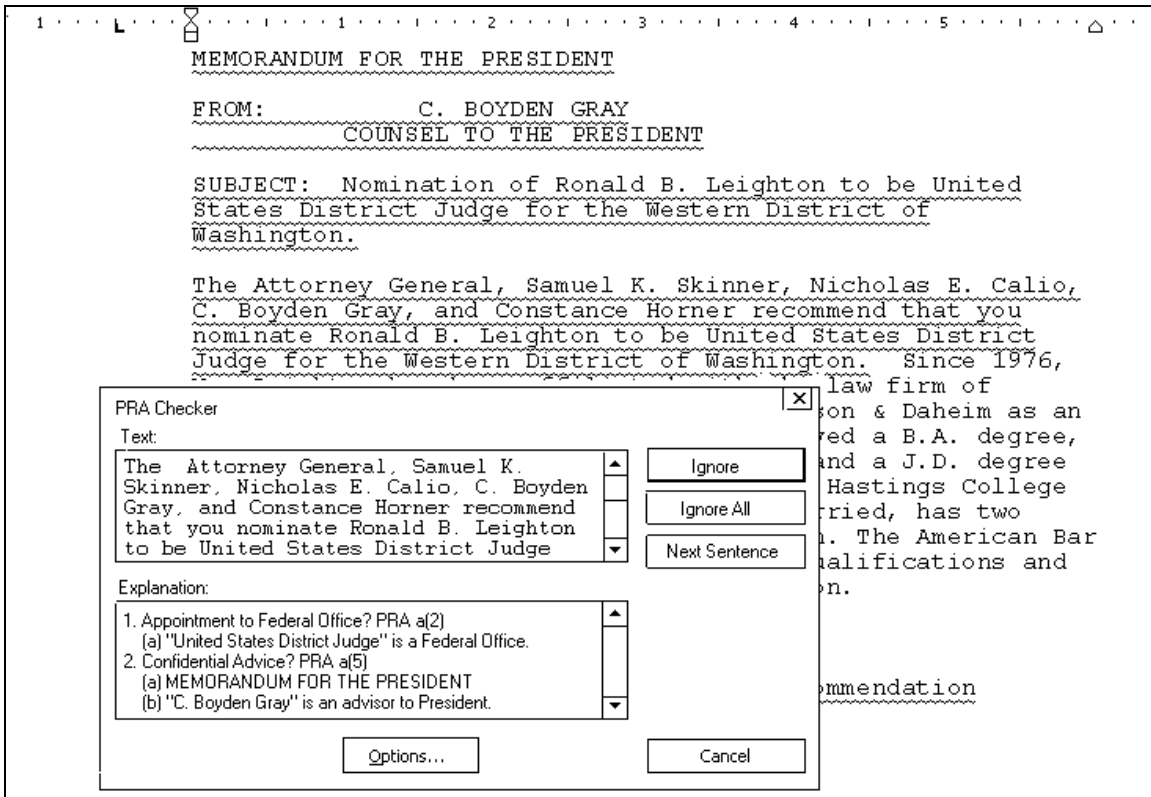 1 1 2 3 4 5
MEMORANDUM FOR THE PRESIDENT
FROM: C. BOYDEN GRAY
COUNSEL TO THE PRESIDENT
SUBJECT: Nomination of Ronald B. Leighton to be United
States District Judge for the Western District of
Washington.
The Attorney General, Samuel K. Skinner, Nicholas E. Calio,
C. Boyden Gray, and Constance Horner recommend that you
nominate Ronald B. Leighton to be United States District
Judge for the Western District of Washington. Since 1976,
law firm of
& Daheim as an
a B.A. degree,
and a J.D. degree
Hastings College
has two
The American Bar
and
PRA Checker
Text:
The Attorney General, Samuel K.
Skinner, Nicholas E. Calio, C. Boyden
Gray, and Constance Horner recommend
that you nominate Ronald B. Leighton
to be United States District Judge
Ignore
Ignore All
Next Sentence
Explanation:
1. Appointment to Federal Office? PRA a(2)
(a) "United States District Judge" is a Federal Office.
2. Confidential Advice? PRA a(5)
(a) MEMORANDUM FOR THE PRESIDENT
(b) "C. Boyden Gray" is an advisor to President.
Options...
Cancel